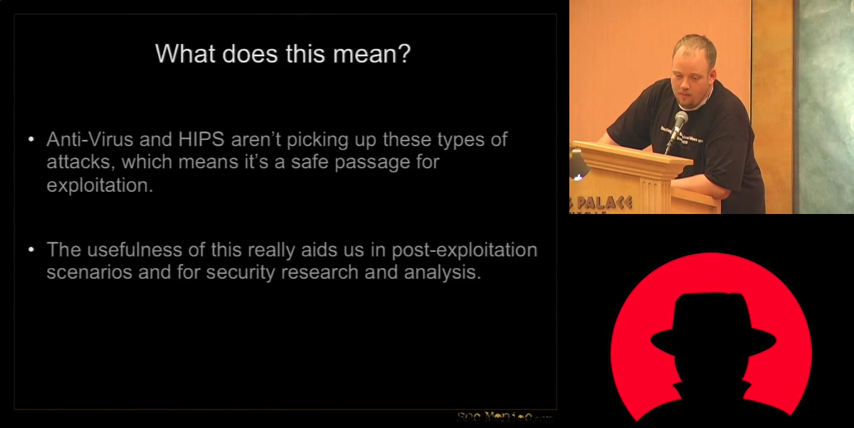 What does this mean?
• Anti-Virus and HIPS aren't picking up these types of
attacks, which means it's a safe passage for
exploitation.
• The usefulness of this really aids us in post-exploitation
scenarios and for security research and analysis.
PALACE